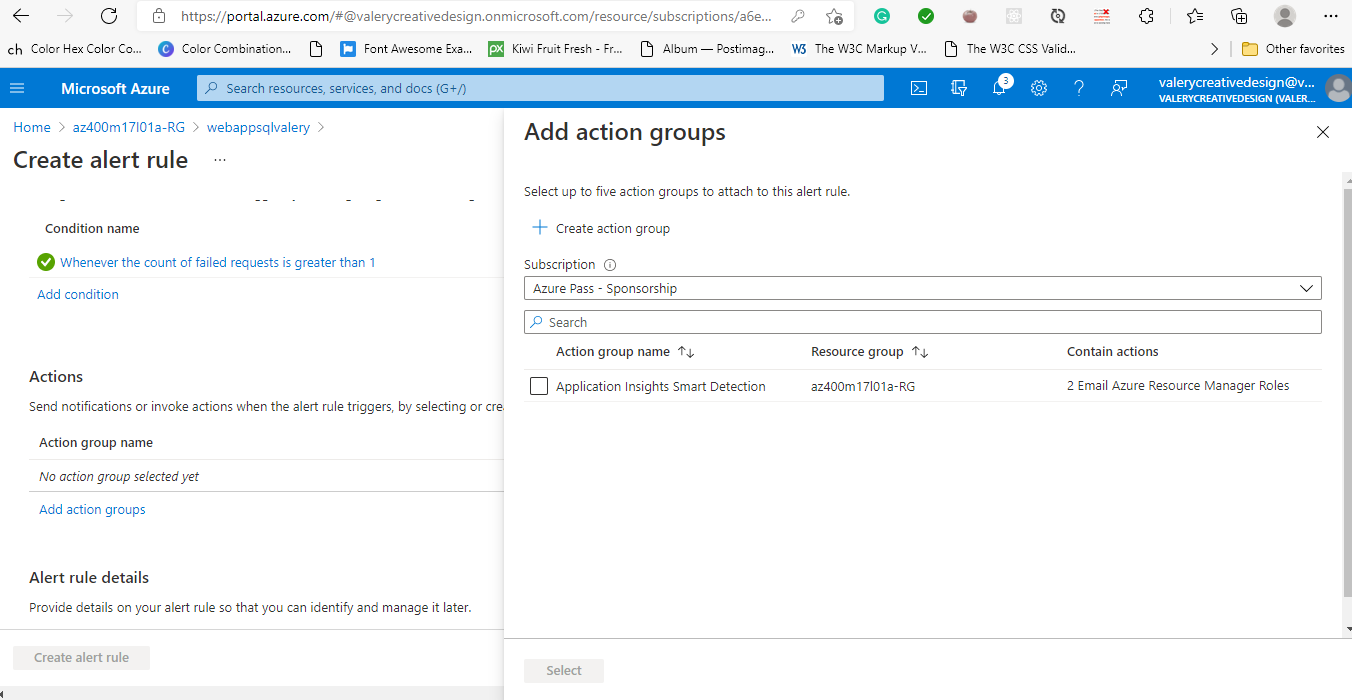 https://portal.azure.com/#@valerycreativedesign.onmicrosoft.com/resource/subscriptions/a6e...
ch Color Hex Color Co... Color Combination... Font Awesome Exa... Kiwi Fruit Fresh - Fr... Album — Postimag... The W3C Markup V... The W3C CSS Valid... Other favorites
Microsoft Azure
Search resources, services, and docs (G+/)
3
valerycreativedesign@v...
VALERYCREATIVEDESIGN (VALER...
Home > az400m17l01a-RG > webappsqlvalery >
Create alert rule ...
Condition name
Whenever the count of failed requests is greater than 1
Add condition
Actions
Send notifications or invoke actions when the alert rule triggers, by selecting or cre
Action group name
No action group selected yet
Add action groups
Alert rule details
Provide details on your alert rule so that you can identify and manage it later.
Create alert rule
Add action groups
Select up to five action groups to attach to this alert rule.
Create action group
Subscription
Azure Pass - Sponsorship
Search
Action group name Resource group Contain actions
Application Insights Smart Detection az400m17l01a-RG 2 Email Azure Resource Manager Roles
Select